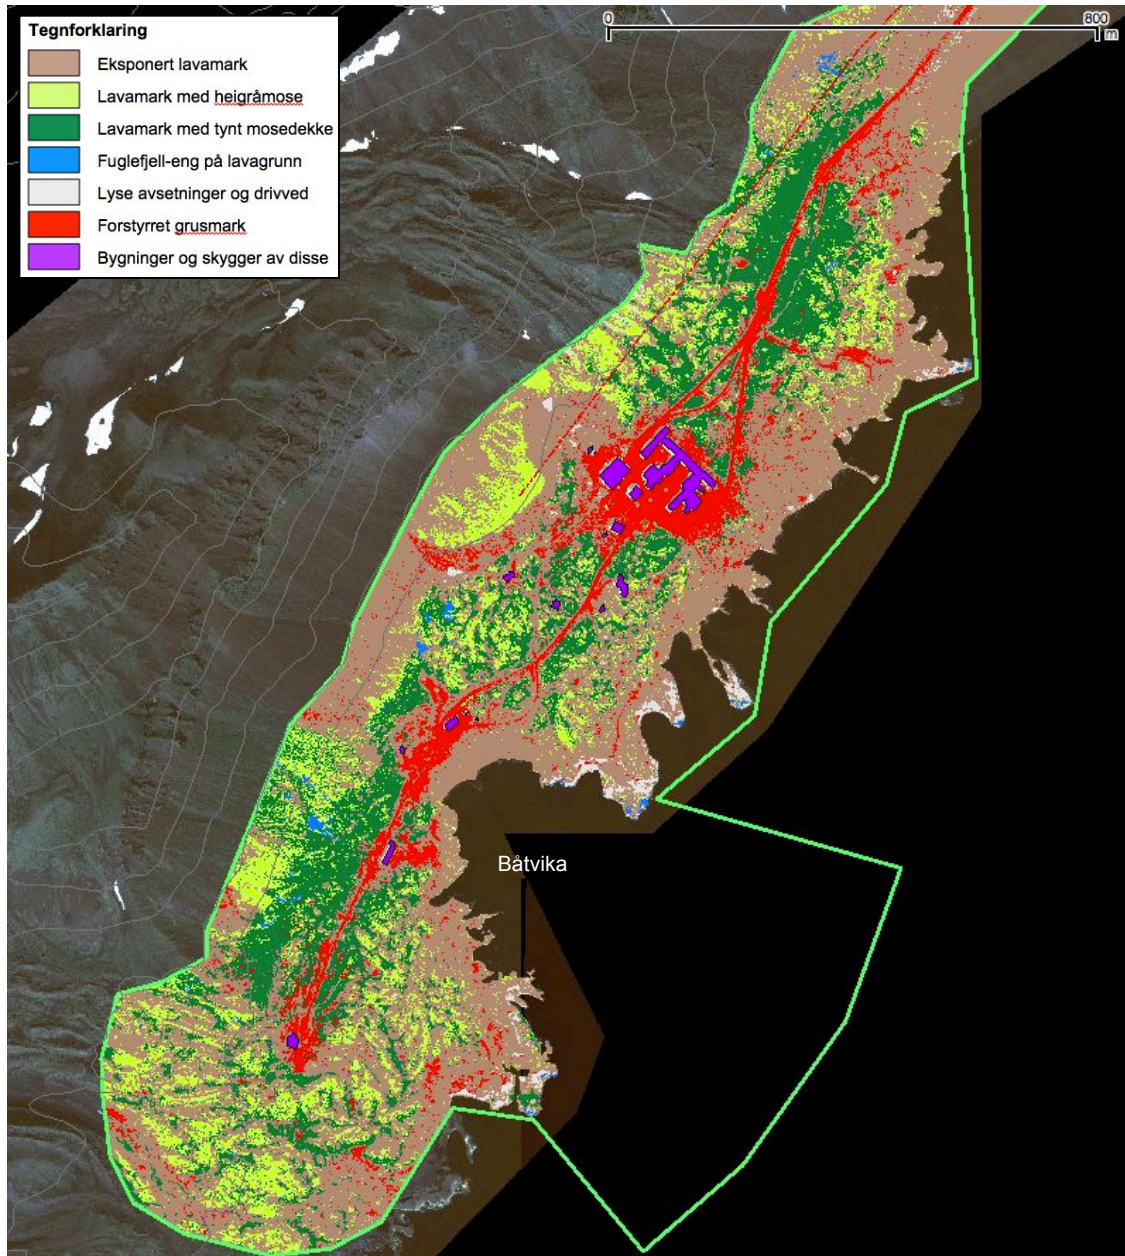 Tegnforklaring
Eksponert lavamark
Lavamark med heigråmose
Lavamark med tynt mosedekke
Fuglefjell-eng på lavagrunn
Lyse avsetninger og drivved
Forstyrret grusmark
Bygninger og skygger av disse
0 800
m
Båtvika